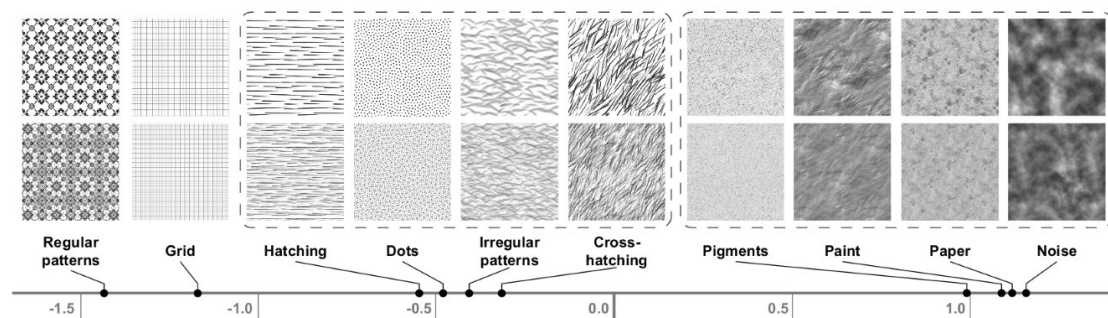 Regular patterns
Grid
Hatching
Dots
Irregular patterns
Cross-hatching
Pigments
Paint
Paper
Noise
-1.5
-1.0
-0.5
0.0
0.5
1.0